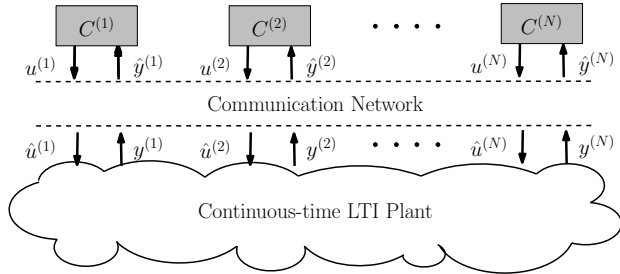 C^{(1)} C^{(2)} C^{(N)}
u^{(1)} ŷ^{(1)} u^{(2)} ŷ^{(2)} u^{(N)} ŷ^{(N)}
Communication Network
û^{(1)} y^{(1)} û^{(2)} y^{(2)} û^{(N)} y^{(N)}
Continuous-time LTI Plant